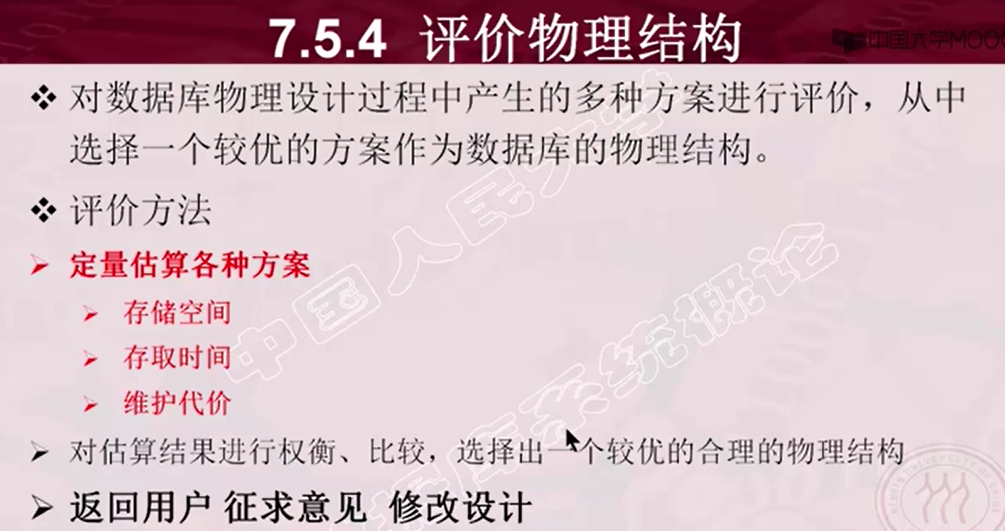 7.5.4 评价物理结构
中国大学MOO
对数据库物理设计过程中产生的多种方案进行评价，从中
选择一个较优的方案作为数据库的物理结构。
评价方法
定量估算各种方案
存储空间
存取时间
维护代价
对估算结果进行权衡、比较，选择出一个较优的合理的物理结构
返回用户 征求意见 修改设计
中国人民大学
数据库系统概论